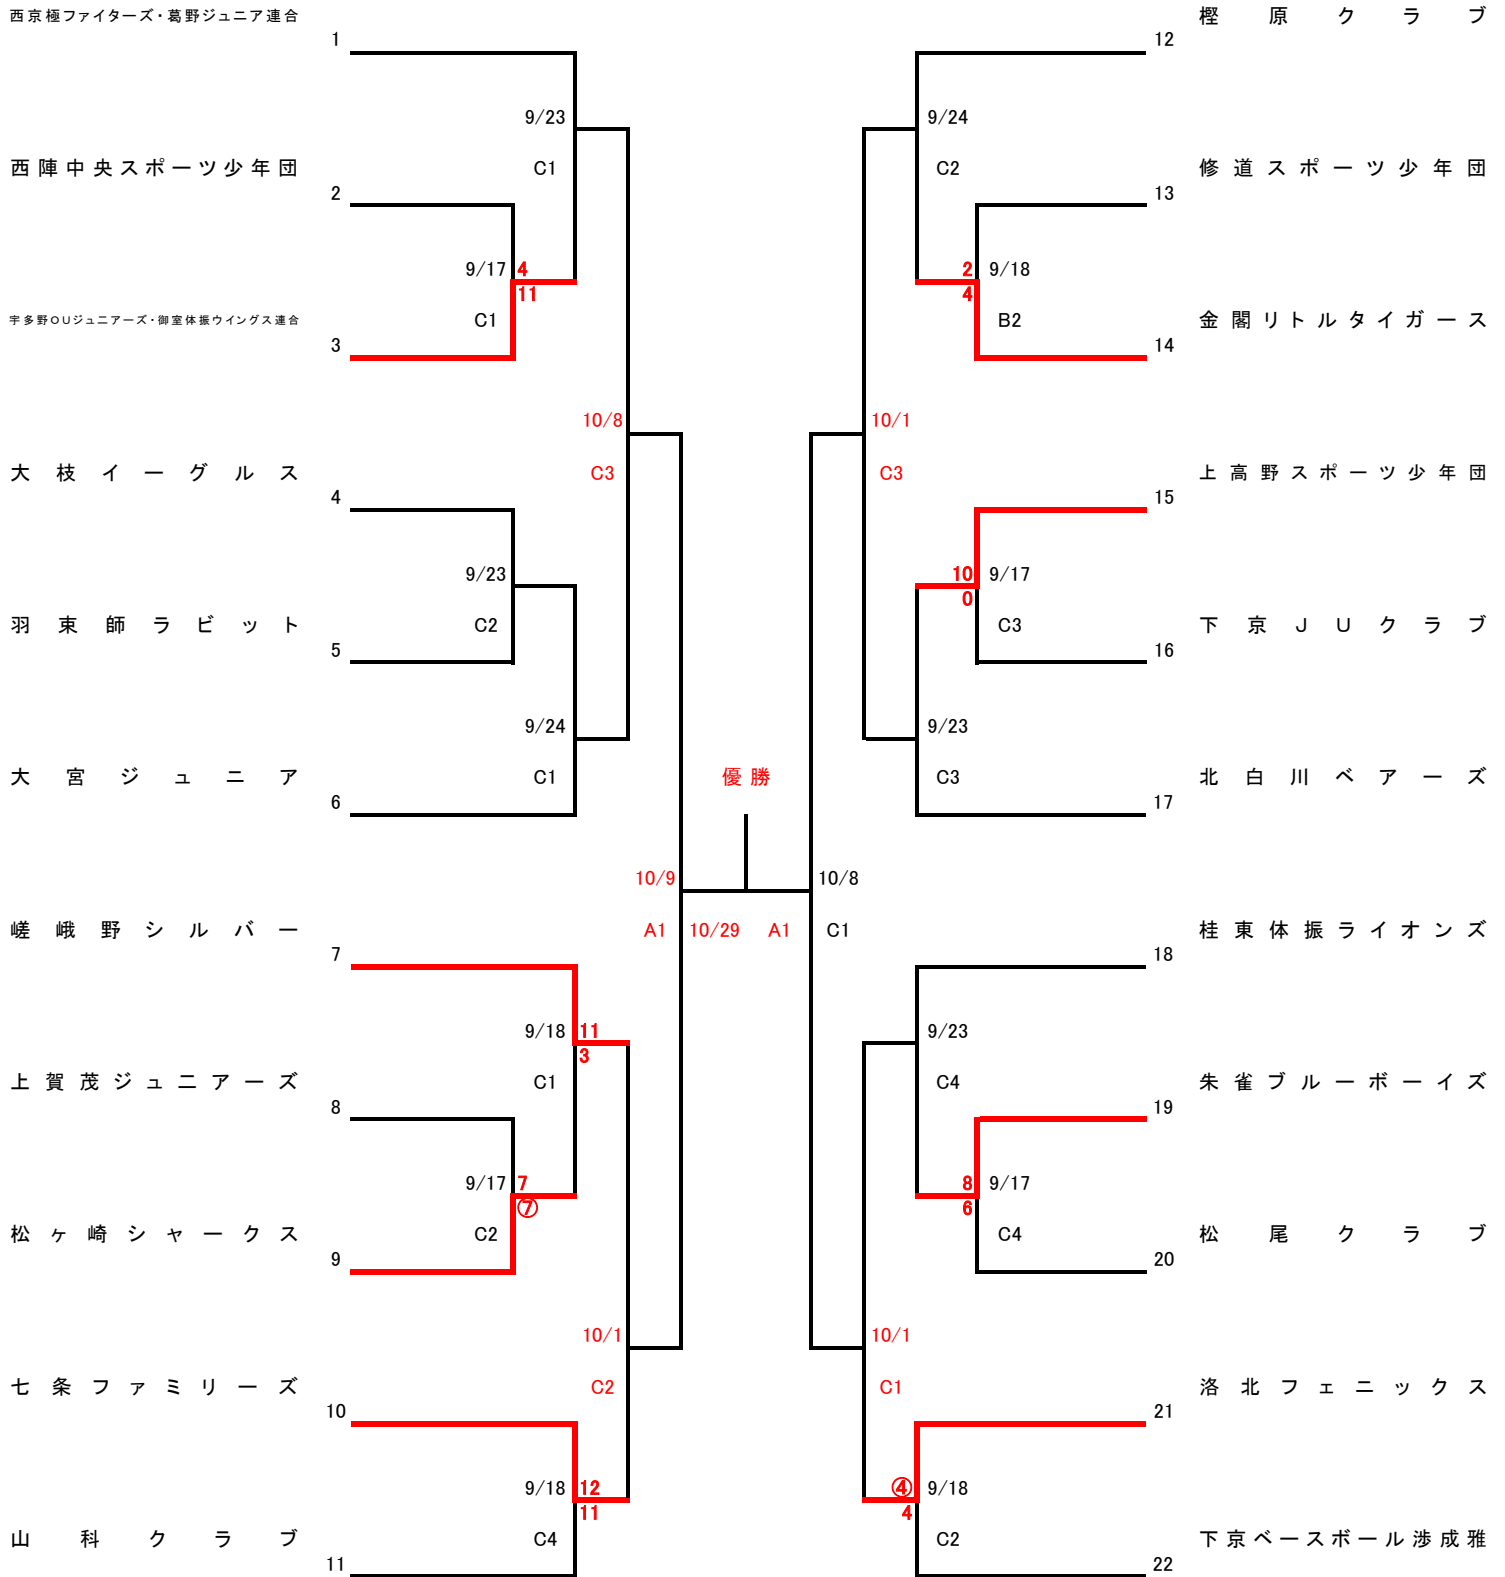 西京極ファイターズ・葛野ジュニア連合
1
9/23
C1
西陣中央スポーツ少年団
2
9/17
4
11
C1
宇多野OUジュニアーズ・御室体振ウイングス連合
3
10/8
C3
大枝イーグルス
4
9/23
C2
羽束師ラビット
5
9/24
C1
大宮ジュニア
6
優勝
10/9
A1
10/29
A1
10/8
C1
嵯峨野シルバー
7
9/18
11
3
C1
上賀茂ジュニアーズ
8
9/17
7
⑦
C2
松ヶ崎シャークス
9
10/1
C2
七条ファミリーズ
10
9/18
12
11
C4
山科クラブ
11
樫原クラブ
12
9/24
C2
修道スポーツ少年団
13
2
9/18
4
B2
金閣リトルタイガース
14
10/1
C3
上高野スポーツ少年団
15
10
9/17
0
C3
下京JUクラブ
16
9/23
C3
北白川ベアーズ
17
桂東体振ライオンズ
18
9/23
C4
朱雀ブルーボーイズ
19
8
9/17
6
C4
松尾クラブ
20
10/1
C1
洛北フェニックス
21
④
9/18
4
C2
下京ベースボール渉成雅
22